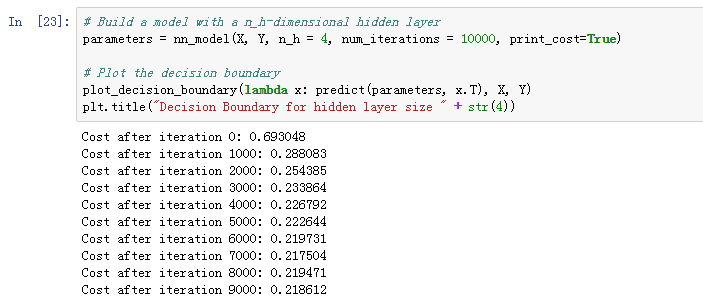 In [23]: # Build a model with a n_h-dimensional hidden layer
parameters = nn_model(X, Y, n_h = 4, num_iterations = 10000, print_cost=True)
# Plot the decision boundary
plot_decision_boundary(lambda x: predict(parameters, x.T), X, Y)
plt.title("Decision Boundary for hidden layer size " + str(4))
Cost after iteration 0: 0.693048
Cost after iteration 1000: 0.288083
Cost after iteration 2000: 0.254385
Cost after iteration 3000: 0.233864
Cost after iteration 4000: 0.226792
Cost after iteration 5000: 0.222644
Cost after iteration 6000: 0.219731
Cost after iteration 7000: 0.217504
Cost after iteration 8000: 0.219471
Cost after iteration 9000: 0.218612